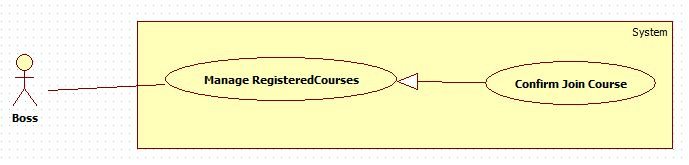 System
Manage RegisteredCourses
Confirm Join Course
Boss